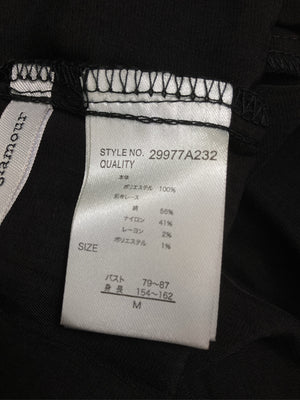 STYLE NO. 29977A232
QUALITY
本体
ポリエステル 100%
別布レース
綿 56%
ナイロン 41%
レーヨン 2%
ポリエステル 1%
SIZE
バスト 79~87
身長 154~162
M
glamour